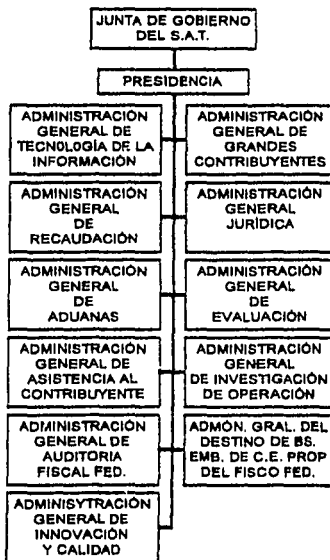 JUNTA DE GOBIERNO
DEL S.A.T.
PRESIDENCIA
ADMINISTRACIÓN
GENERAL DE
TECNOLOGÍA DE LA
INFORMACIÓN
ADMINISTRACIÓN
GENERAL DE
GRANDES
CONTRIBUYENTES
ADMINISTRACIÓN
GENERAL
DE
RECAUDACIÓN
ADMINISTRACIÓN
GENERAL
JURÍDICA
ADMINISTRACIÓN
GENERAL
DE
ADUANAS
ADMINISTRACIÓN
GENERAL
DE
EVALUACIÓN
ADMINISTRACIÓN
GENERAL DE
ASISTENCIA AL
CONTRIBUYENTE
ADMINISTRACIÓN
GENERAL
DE INVESTIGACIÓN
DE OPERACIÓN
ADMINISTRACIÓN
GENERAL
DE AUDITORIA
FISCAL FED.
ADMÓN. GRAL. DEL
DESTINO DE BS.
EMB. DE C.E. PROP
DEL FISCO FED.
ADMINISYTRACIÓN
GENERAL DE
INNOVACIÓN
Y CALIDAD